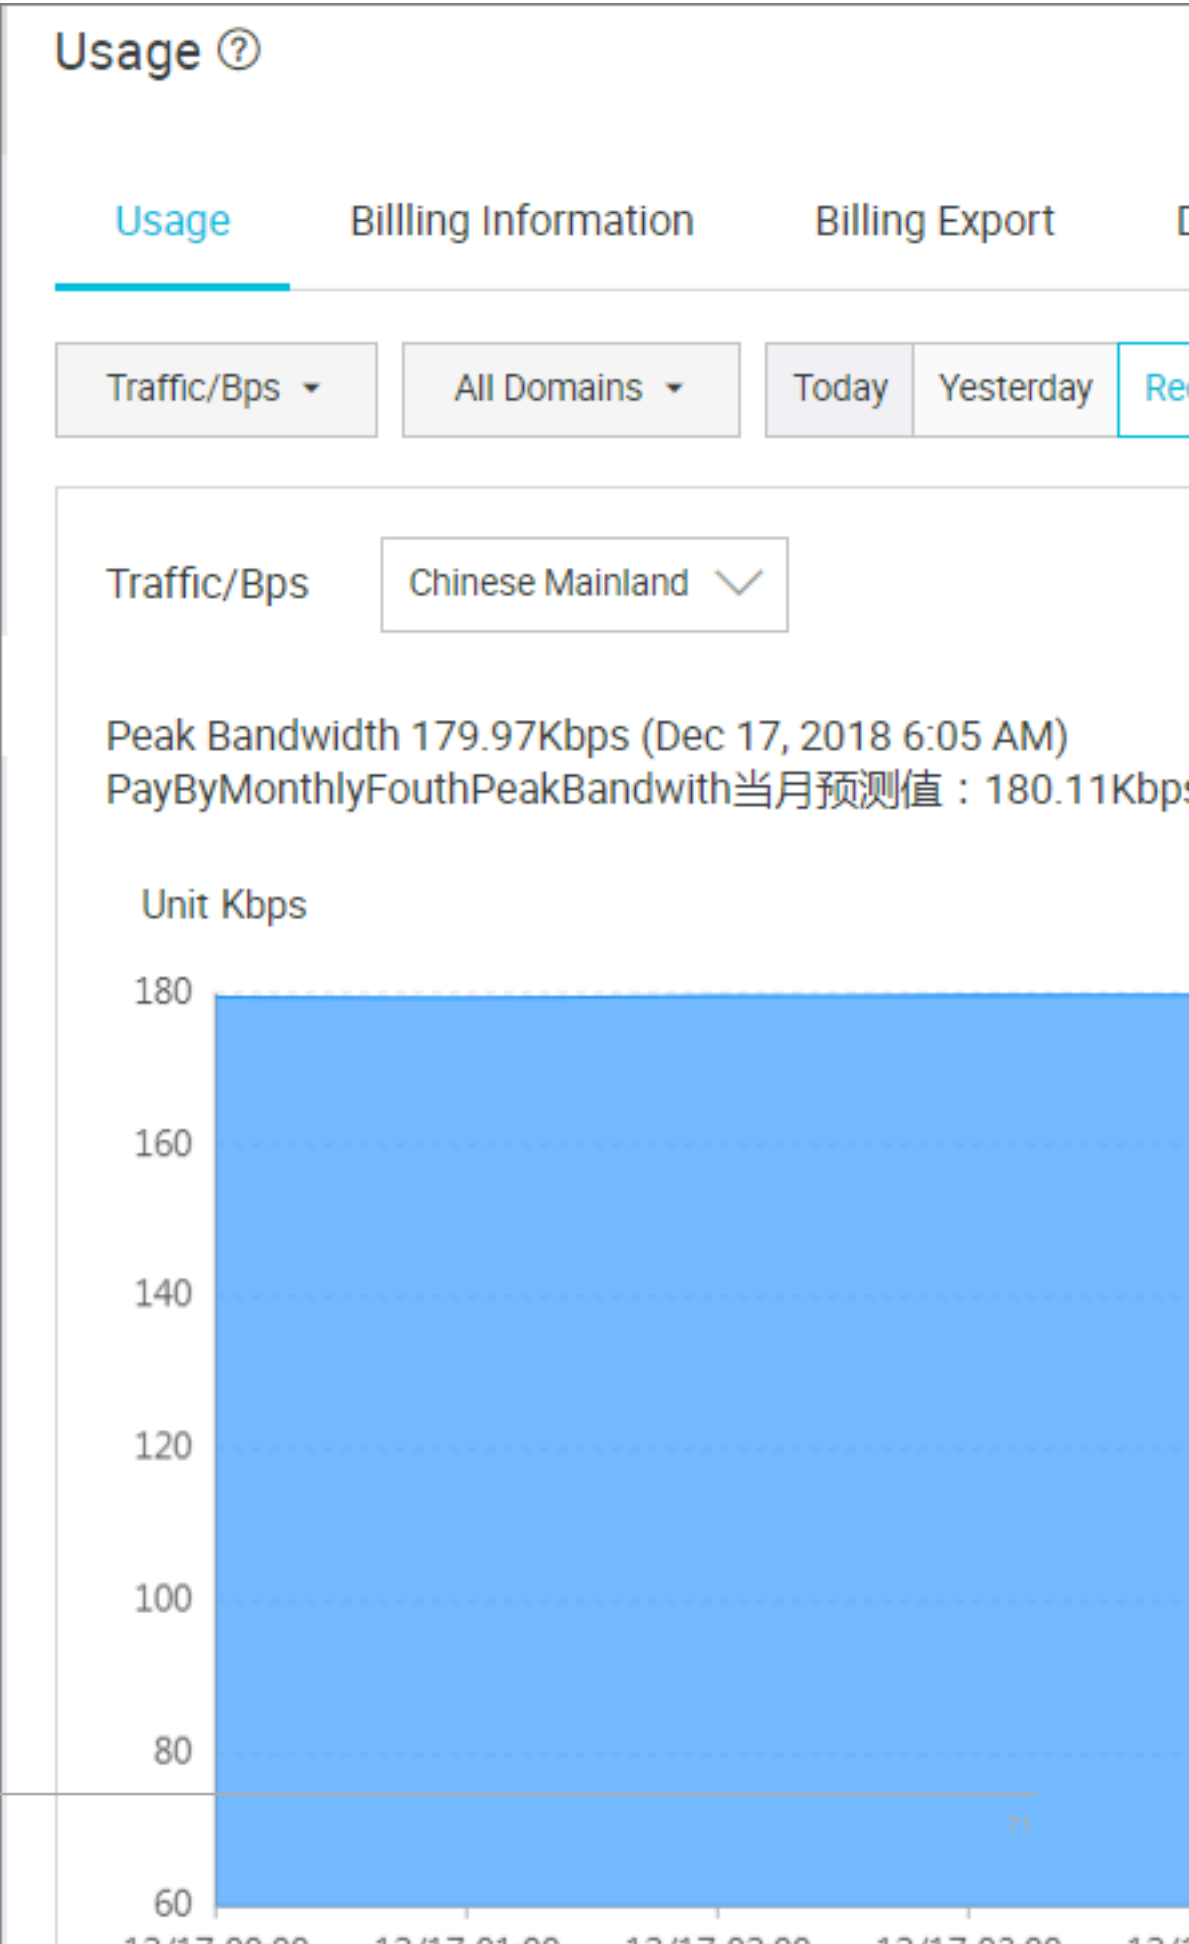 Usage ?
Usage Billling Information Billing Export
Traffic/Bps All Domains Today Yesterday
Traffic/Bps Chinese Mainland
Peak Bandwidth 179.97Kbps (Dec 17, 2018 6:05 AM)
PayByMonthlyFouthPeakBandwith当月预测值：180.11Kbps
Unit Kbps
180
160
140
120
100
80
71
60